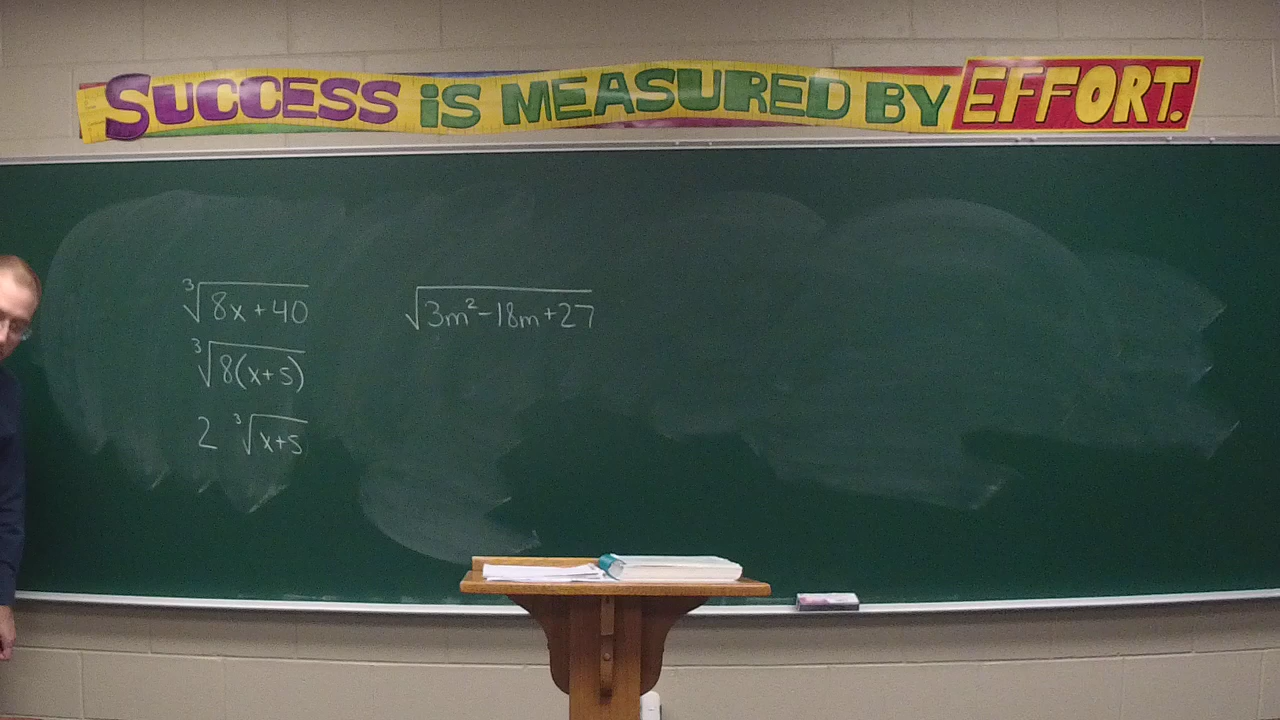 SUCCESS iS MEASURED BY EFFORT.
∛(8x+40)
∛(8(x+5))
2 ∛(x+5)
√(3m²-18m+27)